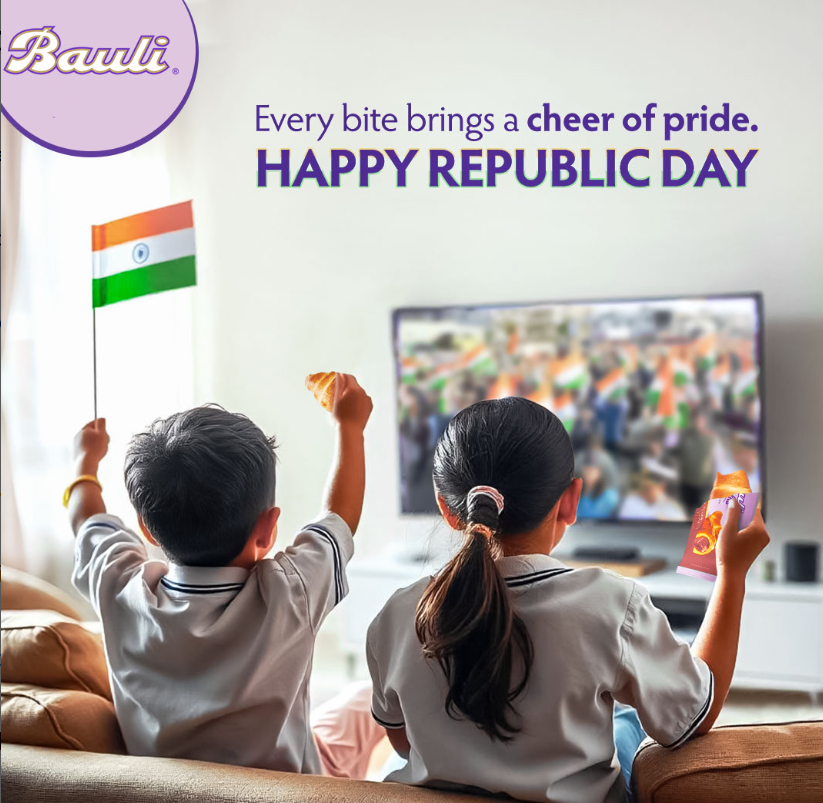 Bauli®
Every bite brings a cheer of pride.
HAPPY REPUBLIC DAY